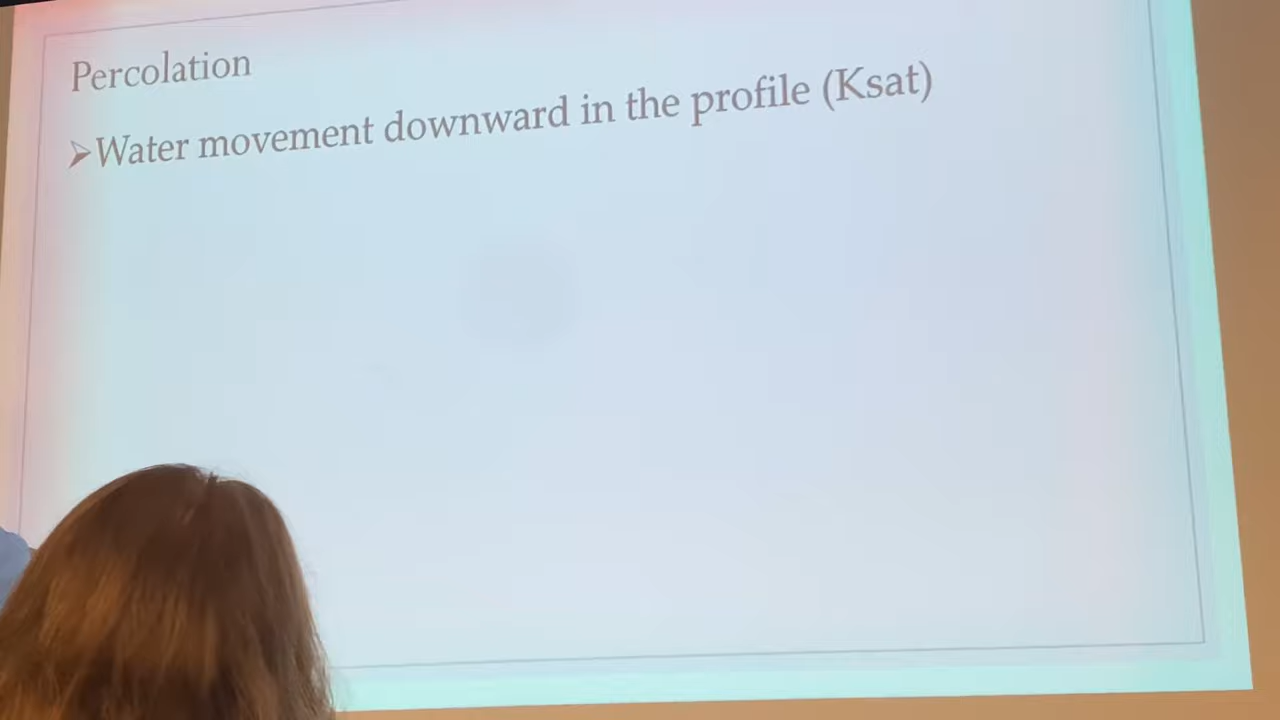 Percolation
➢Water movement downward in the profile (Ksat)